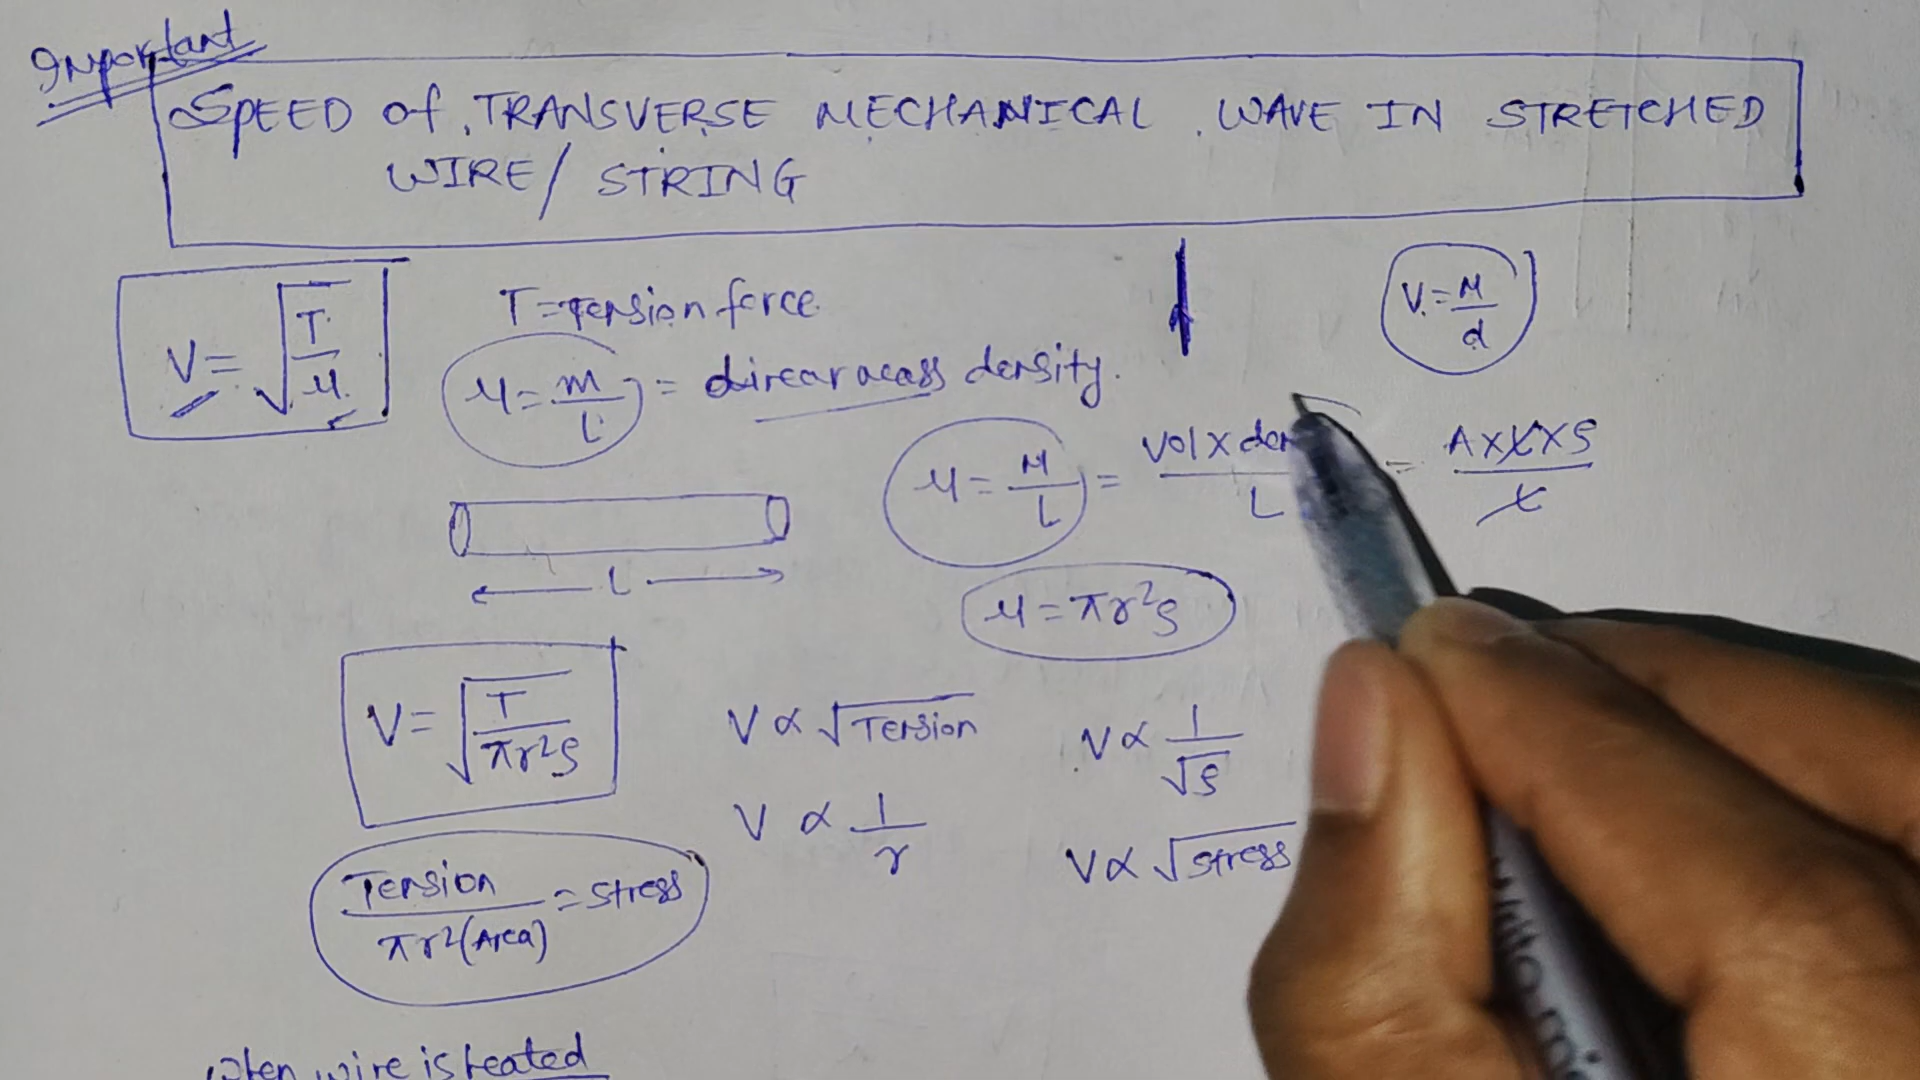 Important
SPEED of TRANSVERSE MECHANICAL WAVE IN STRETCHED
WIRE/ STRING
V = √(T/μ)
T = Tension force
V = M/d
μ = m/L = Linear mass density.
μ = M/L = Vol x den / L = A x L x ρ / L
L
μ = πr²ρ
V = √(T/πr²ρ)
V ∝ √Tension
V ∝ 1/√ρ
V ∝ 1/r
V ∝ √stress
Tension / πr²(Area) = stress
When wire is heated